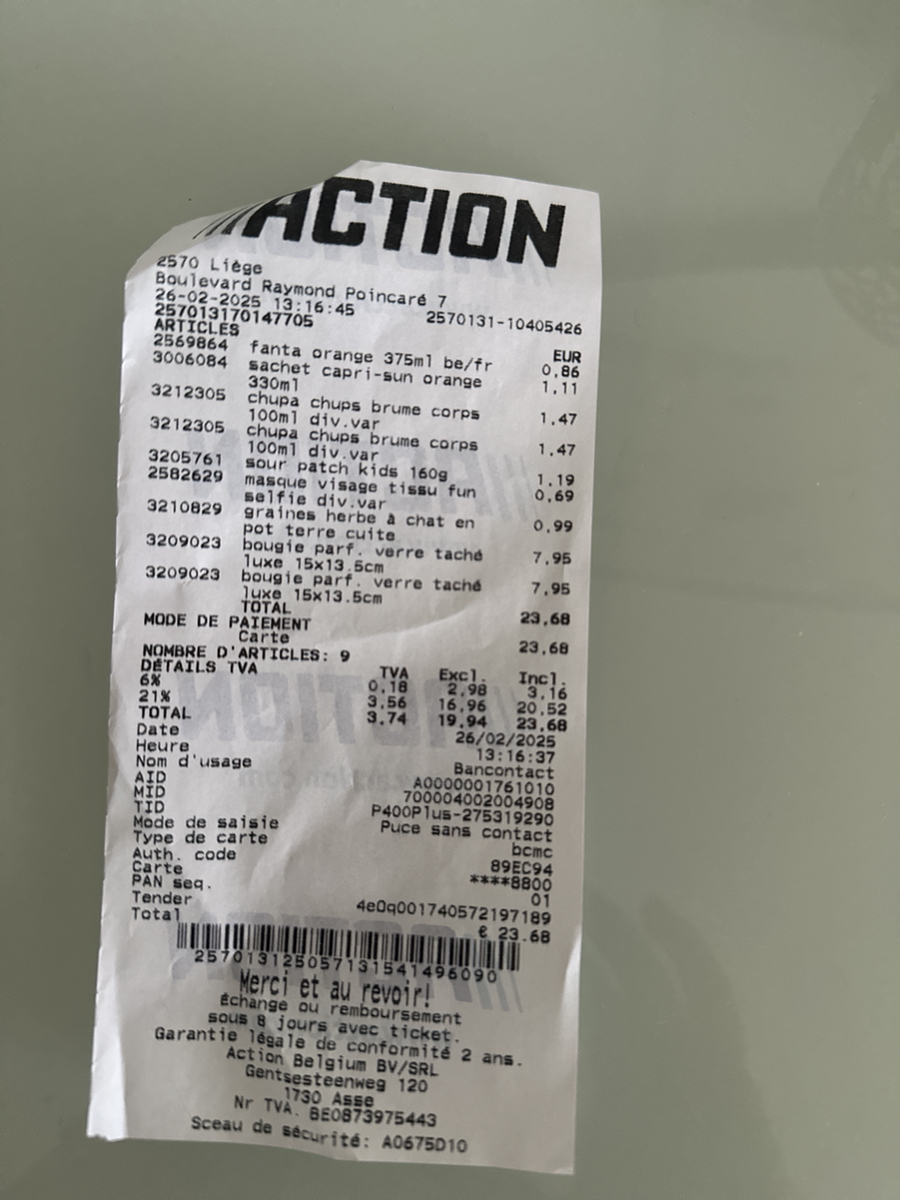 ACTION
2570 Liège
Boulevard Raymond Poincaré 7
26-02-2025 13:16:45 2570131-10405426
257013170147705
ARTICLES EUR
2569864 fanta orange 375ml be/fr 0,86
3006084 sachet capri-sun orange 1,11
330ml
3212305 chupa chups brume corps 1,47
100ml div.var
3212305 chupa chups brume corps 1,47
100ml div.var
3205761 sour patch kids 160g 1,19
2582629 masque visage tissu fun 0,69
selfie div.var
3210829 graines herbe à chat en 0,99
pot terre cuite
3209023 bougie parf. verre taché 7,95
luxe 15x13.5cm
3209023 bougie parf. verre taché 7,95
luxe 15x13.5cm
TOTAL 23,68
MODE DE PAIEMENT
Carte 23,68
NOMBRE D'ARTICLES: 9
DÉTAILS TVA TVA Excl. Incl.
6% 0,18 2,98 3,16
21% 3,56 16,96 20,52
TOTAL 3,74 19,94 23,68
Date 26/02/2025
Heure 13:16:37
Nom d'usage Bancontact
AID A0000001761010
MID 700004002004908
TID P400Plus-275319290
Mode de saisie Puce sans contact
Type de carte bcmc
Auth. code 89EC94
Carte ****8800
PAN seq. 01
Tender 4e0q001740572197189
Total € 23.68
257013125057131541496090
Merci et au revoir!
Échange ou remboursement
sous 8 jours avec ticket.
Garantie légale de conformité 2 ans.
Action Belgium BV/SRL
Gentsesteenweg 120
1730 Asse
Nr TVA. BE0873975443
Sceau de sécurité: A0675D10